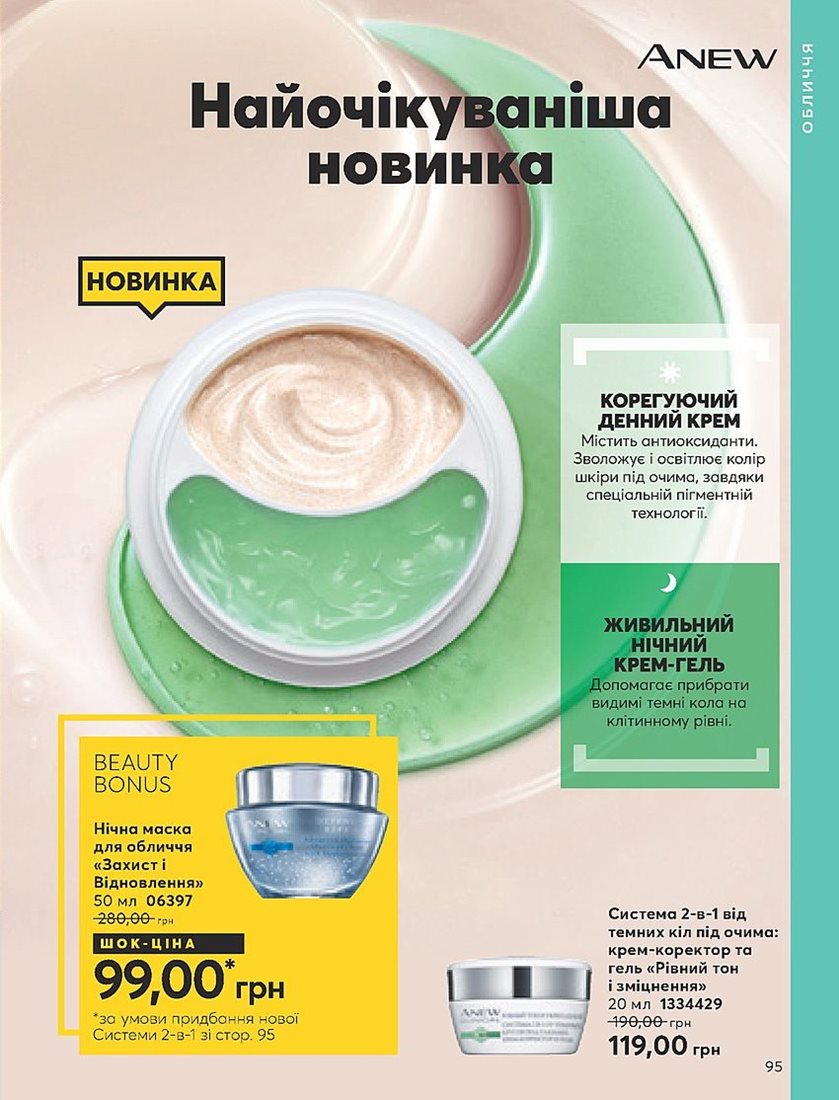 ANEW
ОБЛИЧЧЯ
Найочікуваніша
новинка
НОВИНКА
КОРЕГУЮЧИЙ
ДЕННИЙ КРЕМ
Містить антиоксиданти.
Зволожує і освітлює колір
шкіри під очима, завдяки
спеціальній пігментній
технології.
ЖИВИЛЬНИЙ
НІЧНИЙ
КРЕМ-ГЕЛЬ
Допомагає прибрати
видимі темні кола на
клітинному рівні.
BEAUTY
BONUS
Нічна маска
для обличчя
«Захист і
Відновлення»
50 мл 06397
280,00 грн
ШОК-ЦІНА
99,00* грн
*за умови придбання нової
Системи 2-в-1 зі стор. 95
ANEW
Система 2-в-1 від
темних кіл під очима:
крем-коректор та
гель «Рівний тон
і зміцнення»
20 мл 1334429
190,00 грн
119,00 грн
ANEW
CLINICAL
95